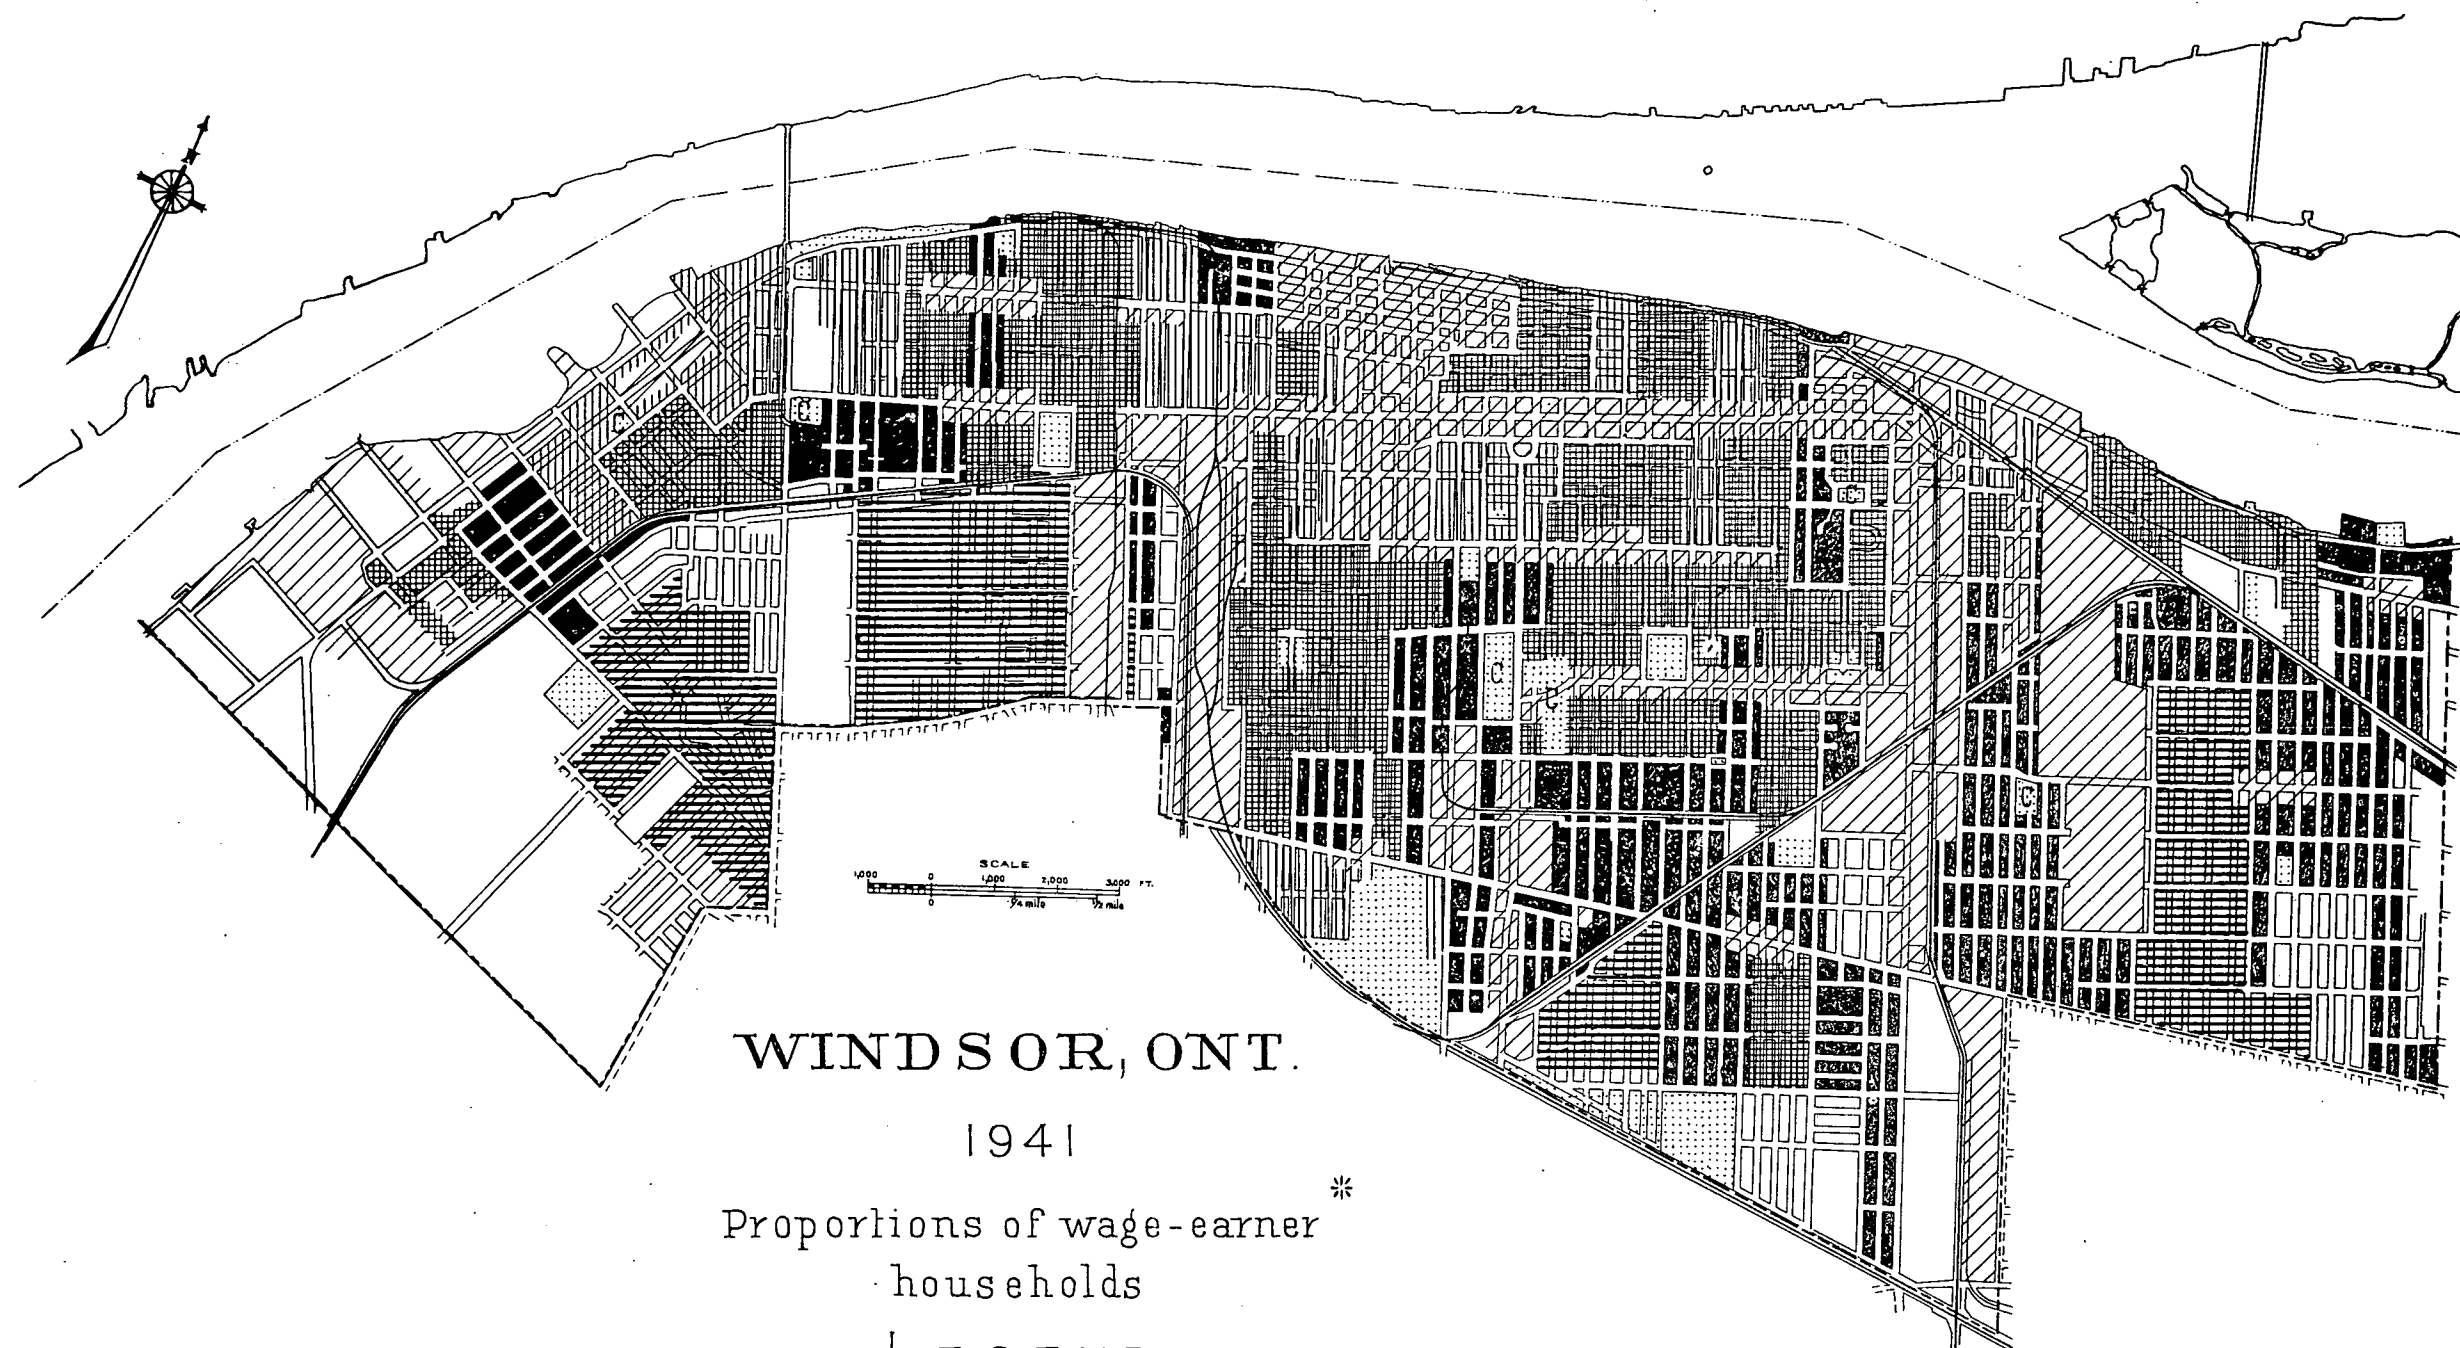 N
C
C
C
C
C
C
C
SCALE
1,000 0 1,000 2,000 3,000 FT.
0 1/4 mile 1/2 mile
WINDSOR, ONT.
1941
*
Proportions of wage-earner
households